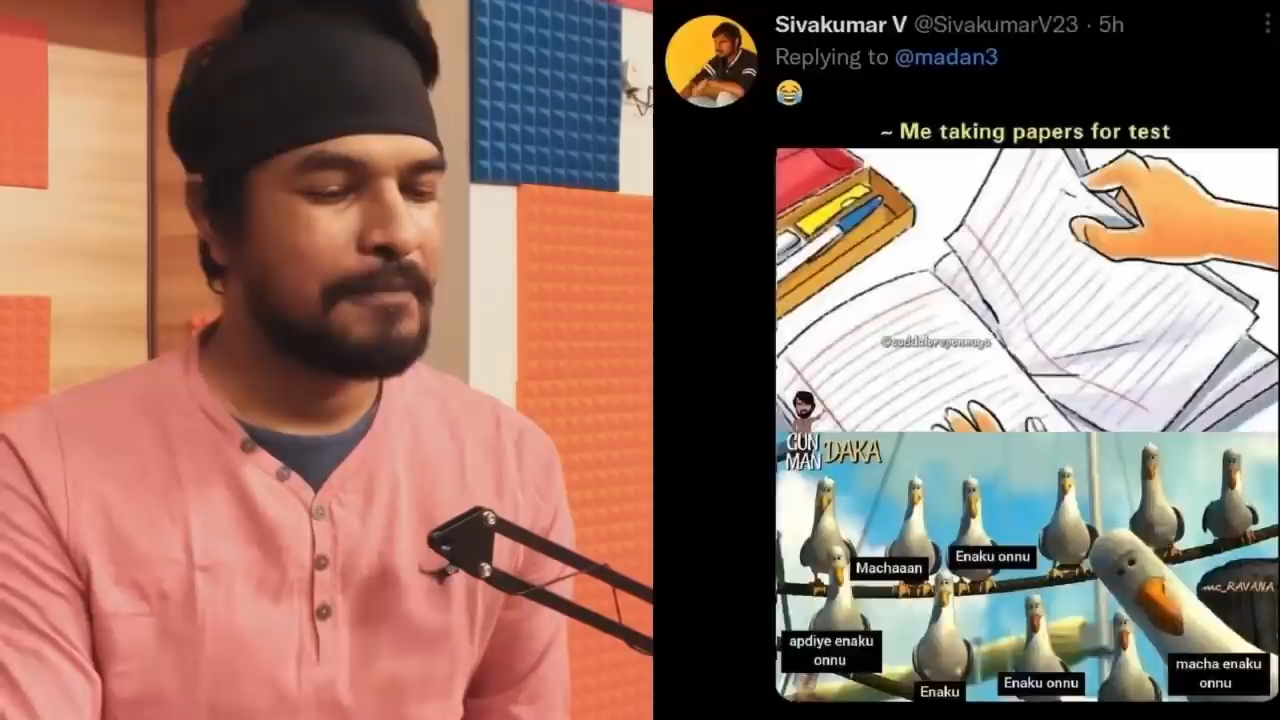 Sivakumar V @SivakumarV23 · 5h
Replying to @madan3
😂
~ Me taking papers for test
GUN
MAN DAKA
Machaaan
Enaku onnu
mc_RAVANA
apdiye enaku
onnu
Enaku
Enaku onnu
macha enaku
onnu